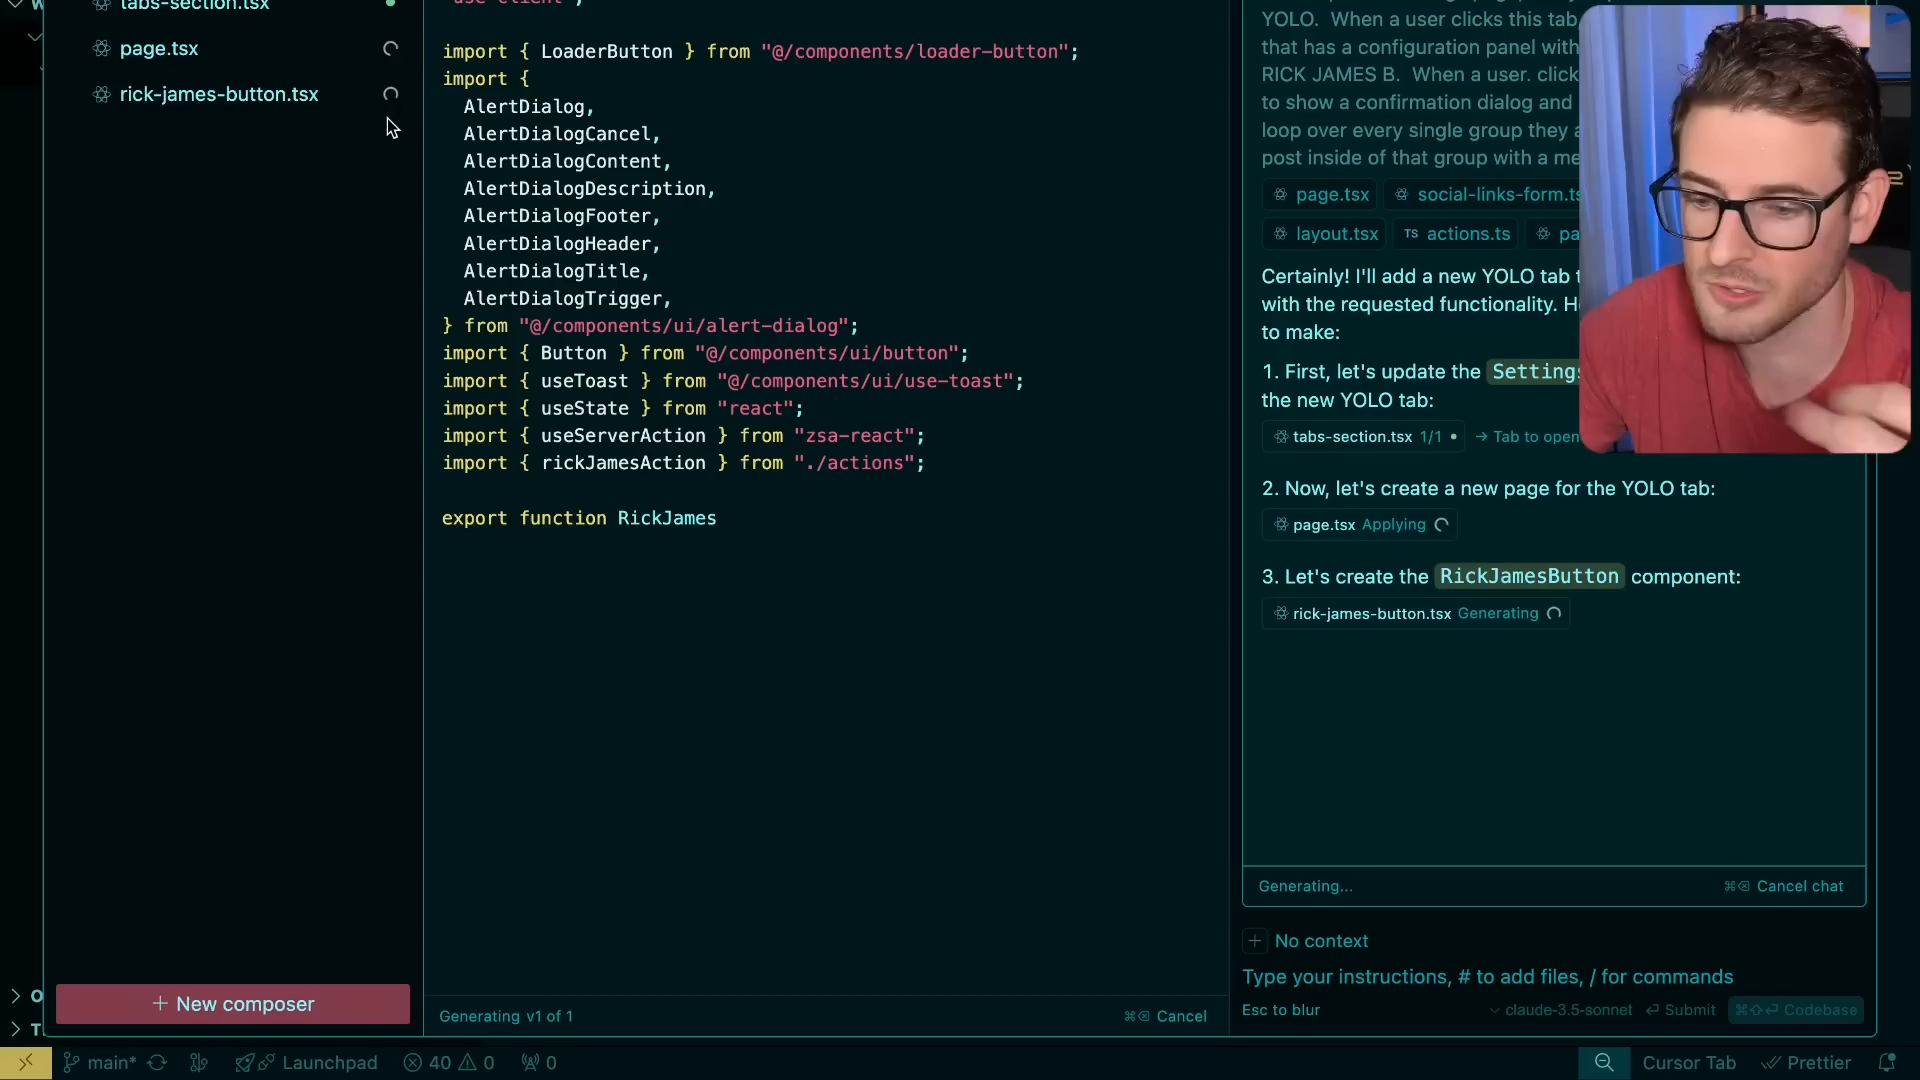 tabs-section.tsx
page.tsx
rick-james-button.tsx
New composer
"use client";
import { LoaderButton } from "@/components/loader-button";
import {
AlertDialog,
AlertDialogCancel,
AlertDialogContent,
AlertDialogDescription,
AlertDialogFooter,
AlertDialogHeader,
AlertDialogTitle,
AlertDialogTrigger,
} from "@/components/ui/alert-dialog";
import { Button } from "@/components/ui/button";
import { useToast } from "@/components/ui/use-toast";
import { useState } from "react";
import { useServerAction } from "zsa-react";
import { rickJamesAction } from "./actions";
export function RickJames
Generating v1 of 1
Cancel
YOLO. When a user clicks this tab
that has a configuration panel with
RICK JAMES B. When a user. click
to show a confirmation dialog and
loop over every single group they a
post inside of that group with a me
page.tsx social-links-form.ts
layout.tsx TS actions.ts pa
Certainly! I'll add a new YOLO tab t
with the requested functionality. He
to make:
1. First, let's update the Settings
the new YOLO tab:
tabs-section.tsx 1/1 • → Tab to open
2. Now, let's create a new page for the YOLO tab:
page.tsx Applying
3. Let's create the RickJamesButton component:
rick-james-button.tsx Generating
Generating...
Cancel chat
+ No context
Type your instructions, # to add files, / for commands
Esc to blur
claude-3.5-sonnet Submit Codebase
main* Launchpad 40 0 0
Cursor Tab Prettier